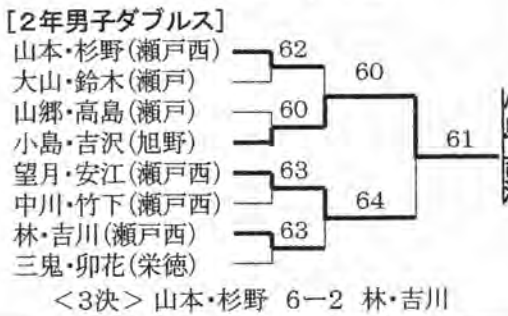 [2年男子ダブルス]
山本・杉野(瀬戸西)
大山・鈴木(瀬戸)
山郷・高島(瀬戸)
小島・吉沢(旭野)
望月・安江(瀬戸西)
中川・竹下(瀬戸西)
林・吉川(瀬戸西)
三鬼・卯花(栄徳)
62
60
63
63
60
64
61
<3決> 山本・杉野 6−2 林・吉川